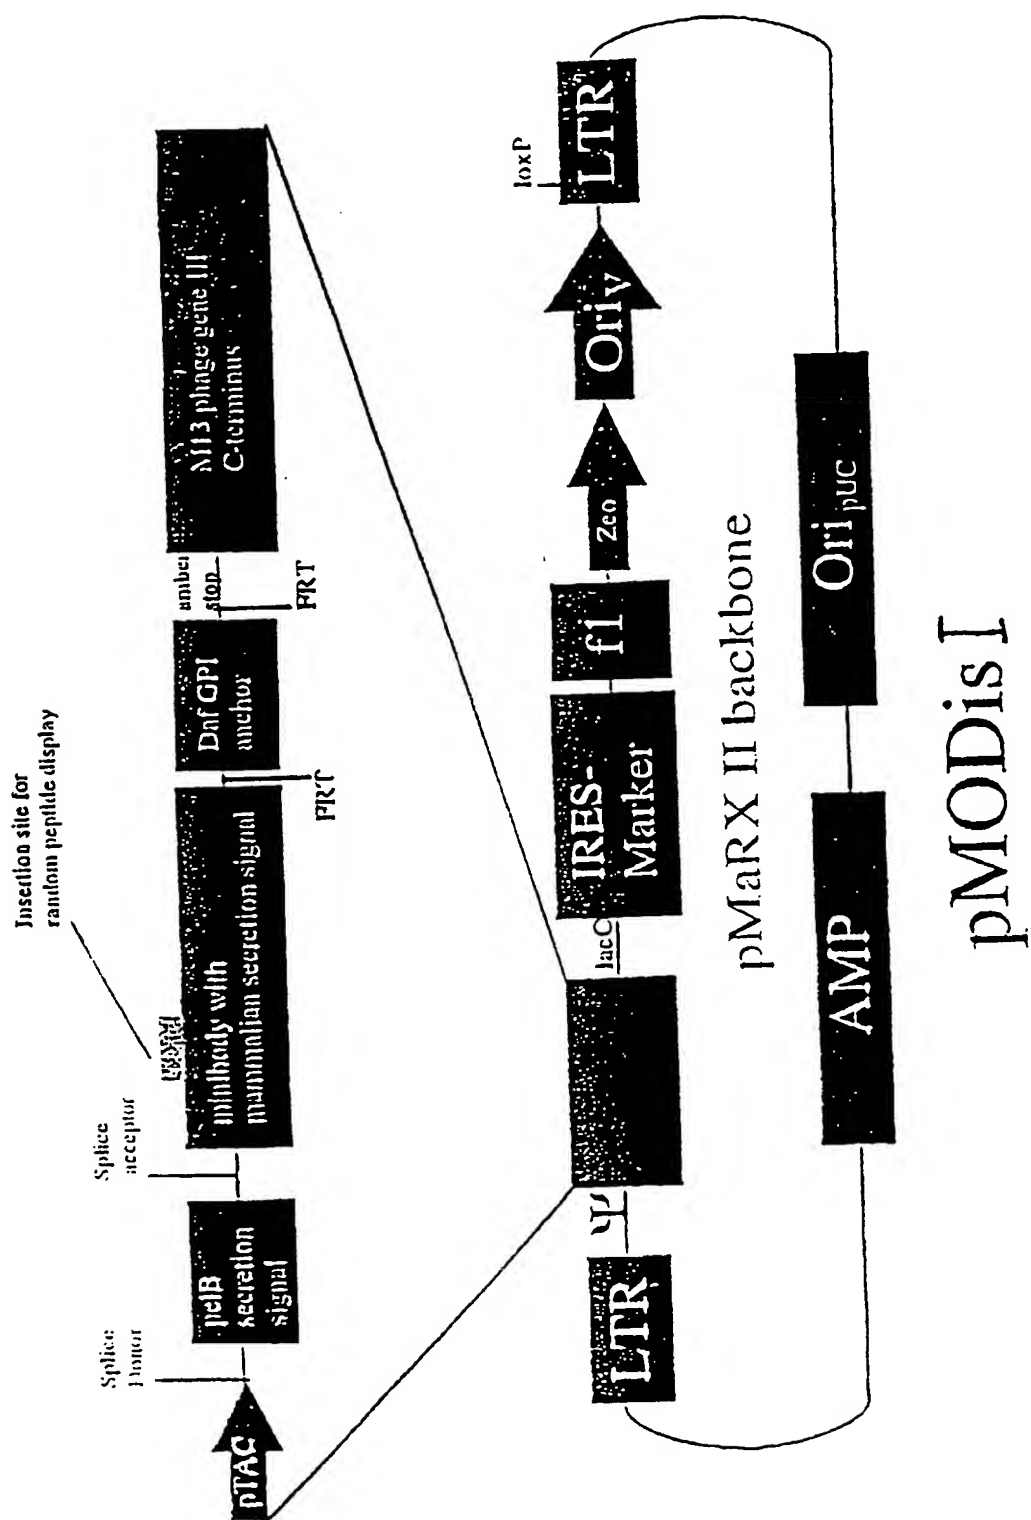 Insertion site for
random peptide display
Splice
Donor
Splice
acceptor
amber
stop
pTAC
pelB
secretion
signal
minibody with
mammalian secretion signal
Daf GPI
anchor
M13 phage gene III
C-terminus
FRT
FRT
loxP
LTR
Ψ
lacO
IRES-
Marker
f1
Zeo
OriV
LTR
pMaRX II backbone
AMP
OripUC
pMODis I